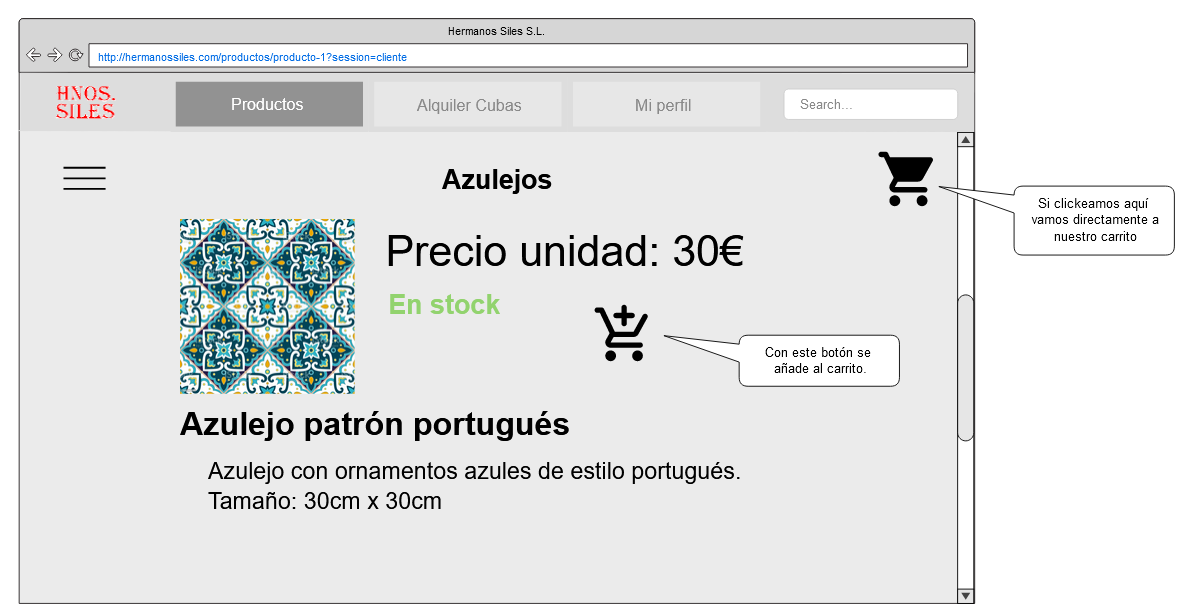 Hermanos Siles S.L.
http://hermanossiles.com/productos/producto-1?session=cliente
HNOS.
SILES
Productos
Alquiler Cubas
Mi perfil
Search...
Azulejos
Si clickeamos aquí
vamos directamente a
nuestro carrito
Precio unidad: 30€
En stock
Con este botón se
añade al carrito.
Azulejo patrón portugués
Azulejo con ornamentos azules de estilo portugués.
Tamaño: 30cm x 30cm